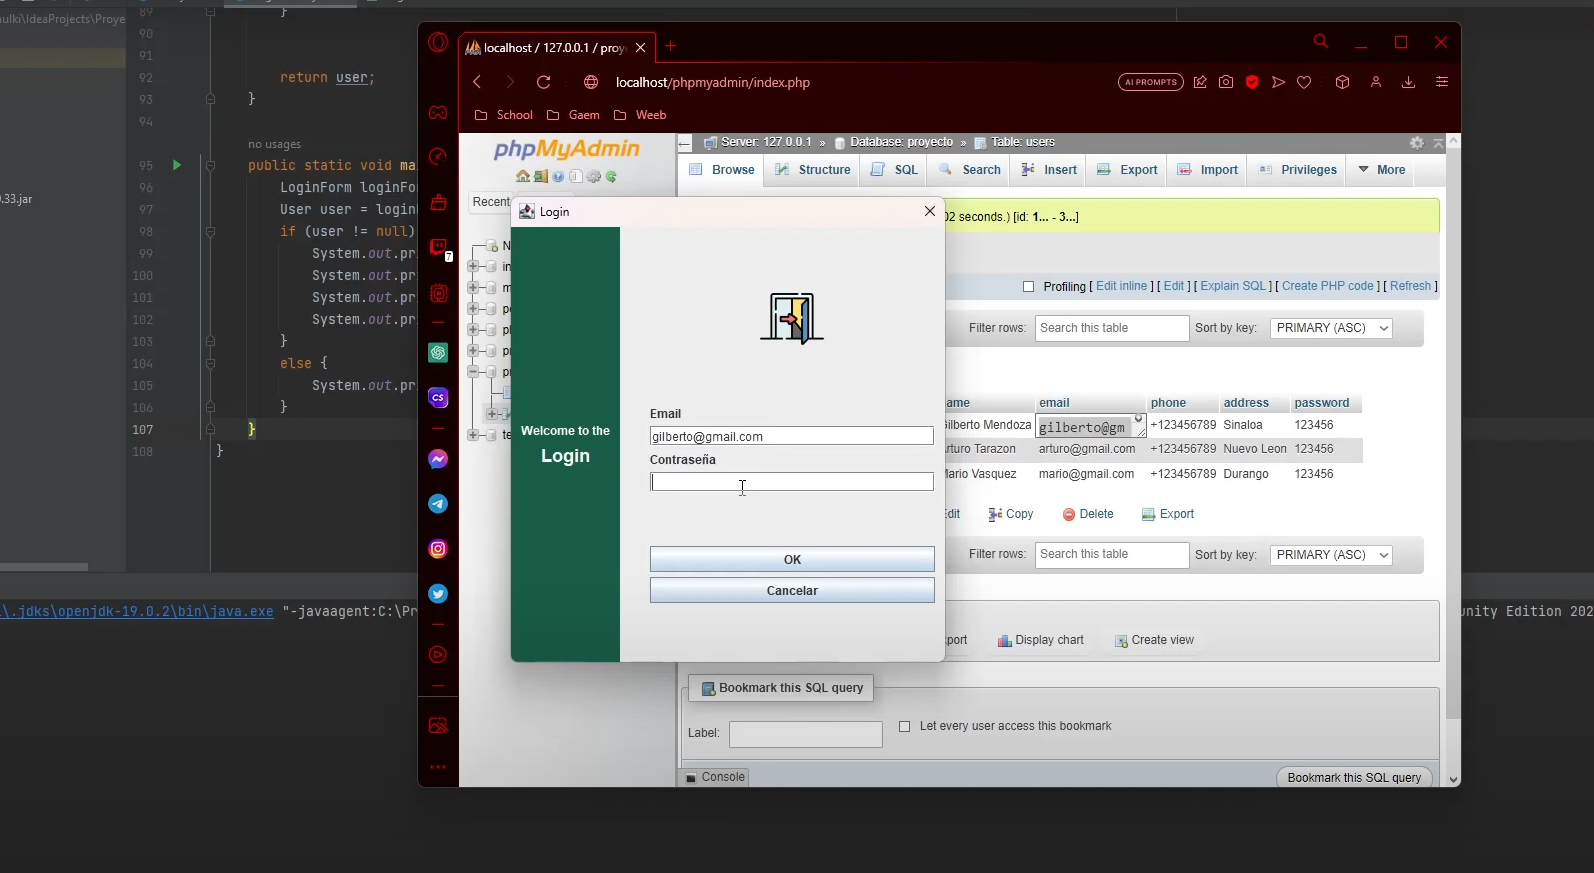 aulki\IdeaProjects\Proye
.33.jar
89 }
90
91
92 return user;
93 }
94
no usages
95 public static void ma
96 LoginForm loginFo
97 User user = login
98 if (user != null)
99 System.out.pr
100 System.out.pr
101 System.out.pr
102 System.out.pr
103 }
104 else {
105 System.out.pr
106 }
107 }
108 }
\.jdks\openjdk-19.0.2\bin\java.exe "-javaagent:C:\Pr
unity Edition 202
localhost / 127.0.0.1 / proy
localhost/phpmyadmin/index.php
AI PROMPTS
School Gaem Weeb
7
CS
phpMyAdmin
Recent
N
in
m
p
pr
te
Server: 127.0.0.1 » Database: proyecto » Table: users
Browse Structure SQL Search Insert Export Import Privileges More
02 seconds.) [id: 1... - 3...]
Profiling [ Edit inline ] [ Edit ] [ Explain SQL ] [ Create PHP code ] [ Refresh ]
Filter rows: Search this table Sort by key: PRIMARY (ASC)
ame email phone address password
ilberto Mendoza gilberto@gm +123456789 Sinaloa 123456
rturo Tarazon arturo@gmail.com +123456789 Nuevo Leon 123456
ario Vasquez mario@gmail.com +123456789 Durango 123456
dit Copy Delete Export
Filter rows: Search this table Sort by key: PRIMARY (ASC)
port Display chart Create view
Bookmark this SQL query
Label: Let every user access this bookmark
Console
Bookmark this SQL query
Login
Welcome to the
Login
Email
gilberto@gmail.com
Contraseña
OK
Cancelar